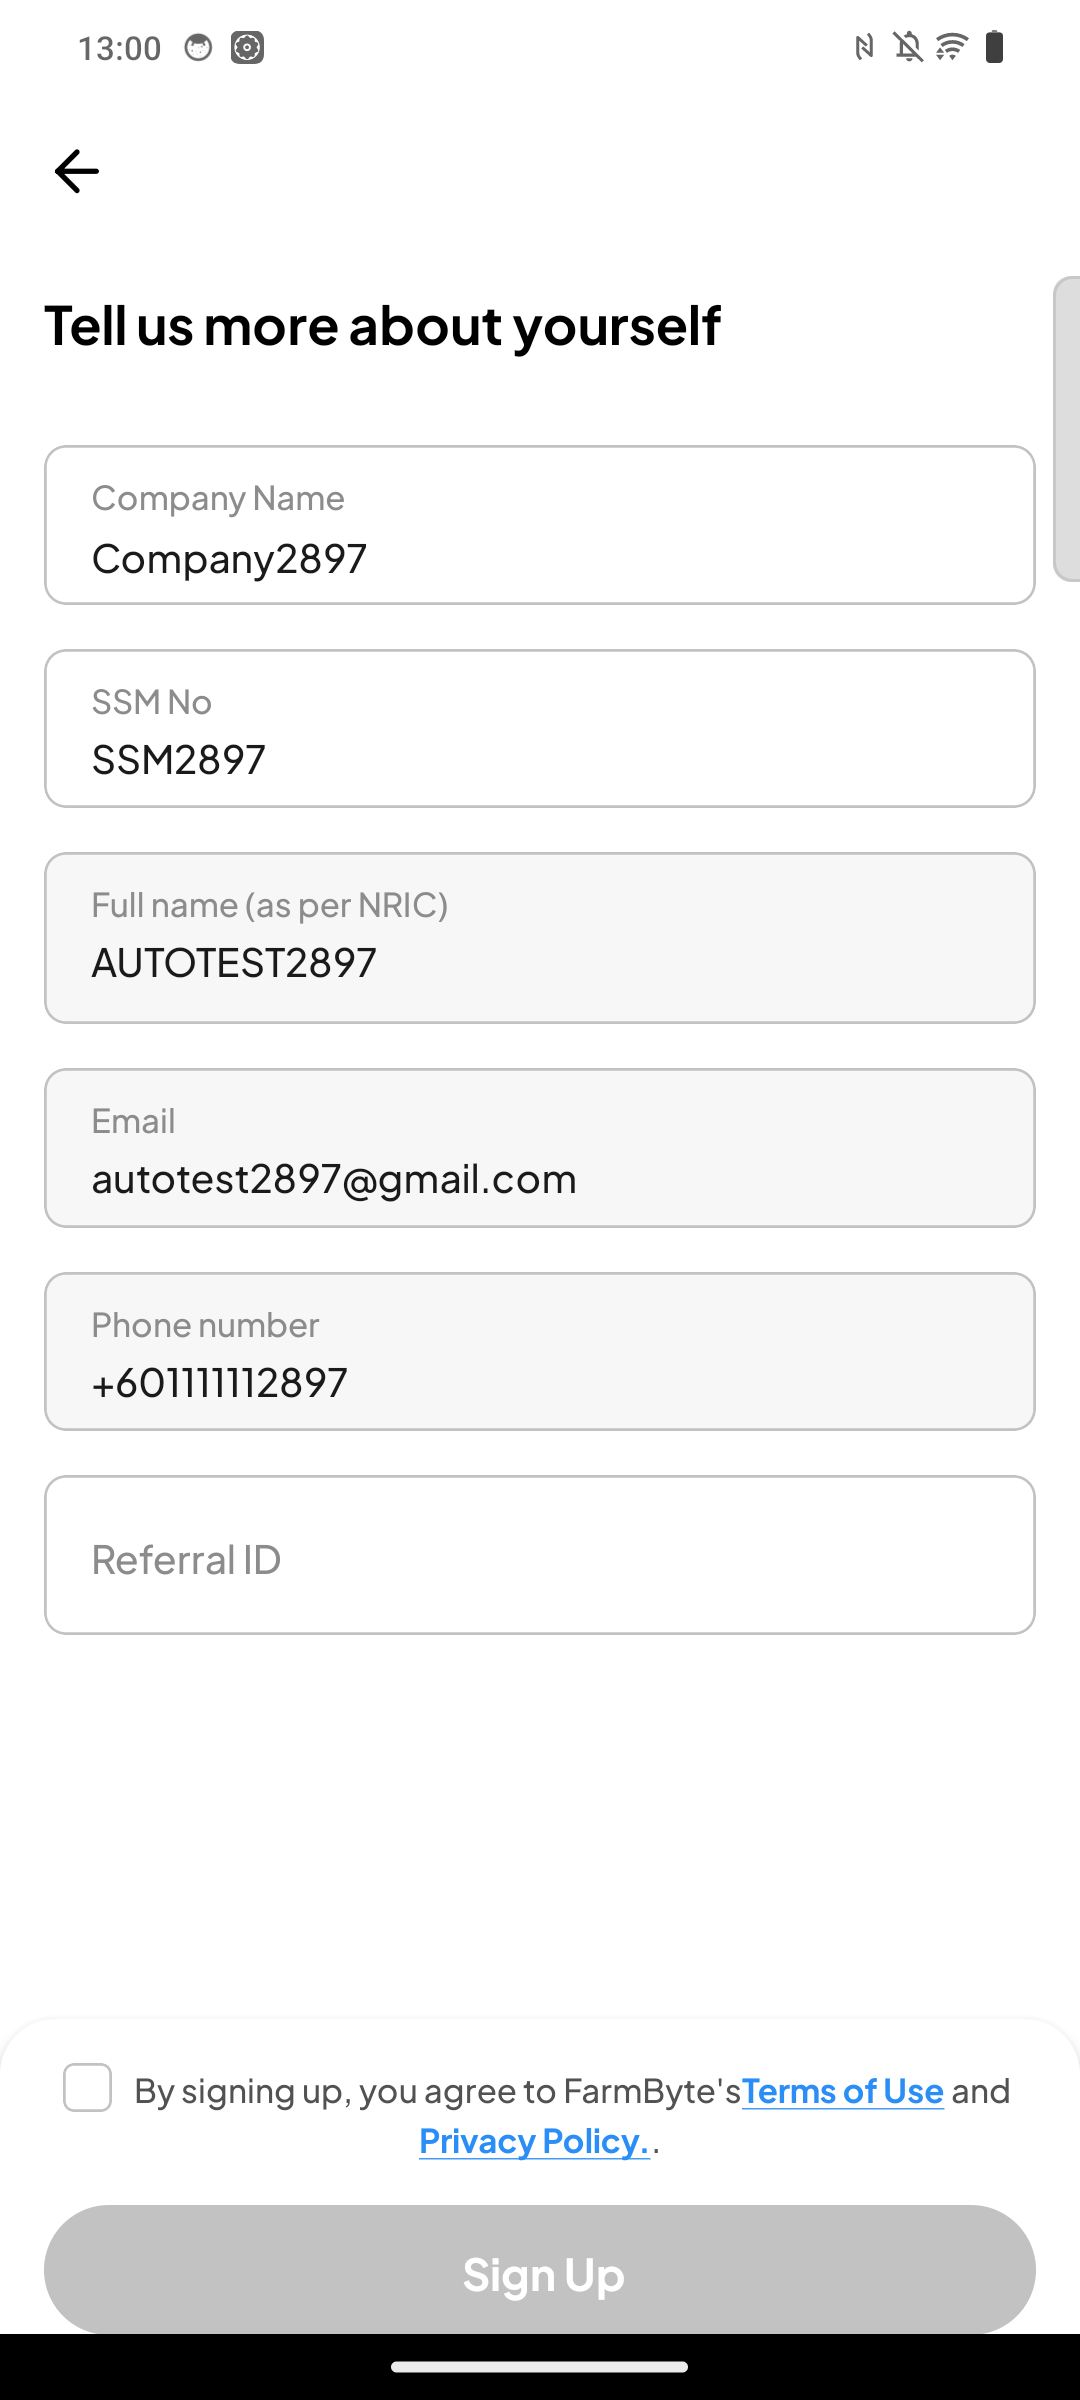 13:00
Tell us more about yourself
Company Name
Company2897
SSM No
SSM2897
Full name (as per NRIC)
AUTOTEST2897
Email
autotest2897@gmail.com
Phone number
+601111112897
Referral ID
By signing up, you agree to FarmByte'sTerms of Use and
Privacy Policy..
Sign Up